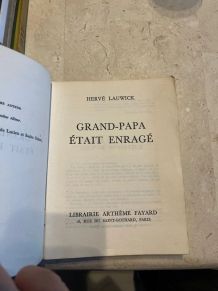 HERVÉ LAUWICK
GRAND-PAPA
ÉTAIT ENRAGÉ
LIBRAIRIE ARTHÈME FAYARD
18, RUE DU SAINT-GOTHARD, PARIS